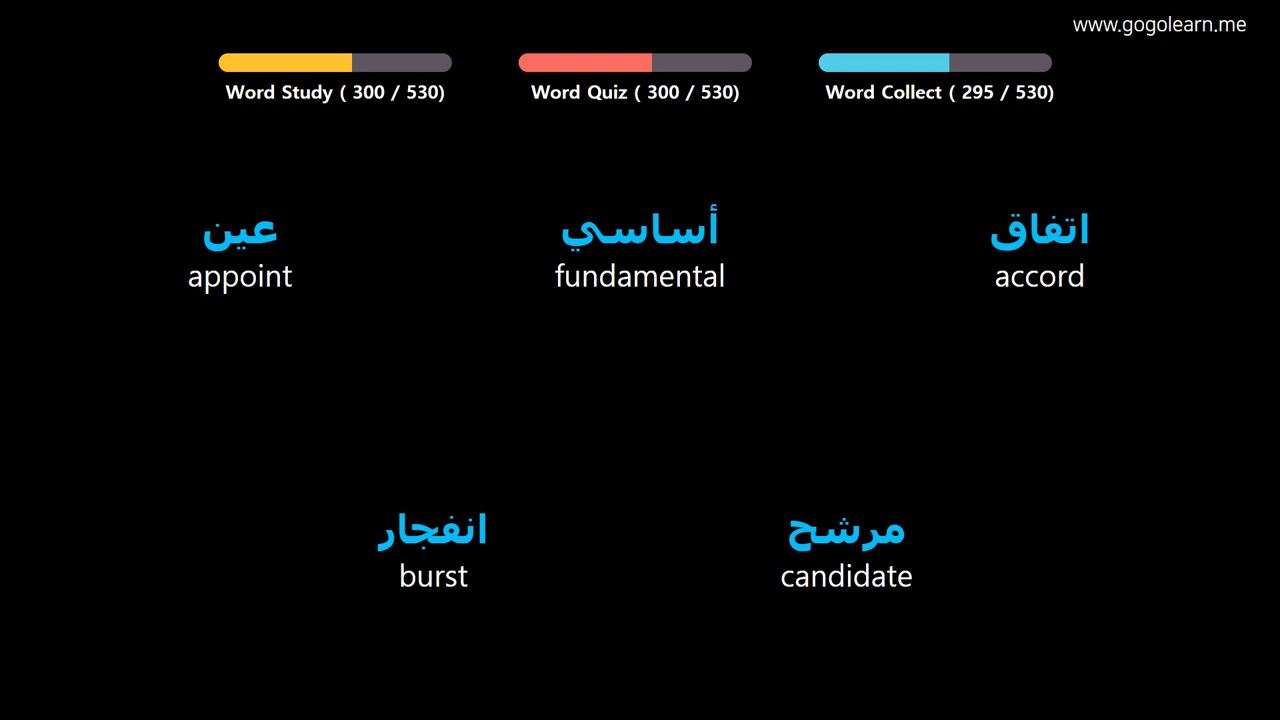 www.gogolearn.me
Word Study ( 300 / 530)
Word Quiz ( 300 / 530)
Word Collect ( 295 / 530)
عين
appoint
أساسي
fundamental
اتفاق
accord
انفجار
burst
مرشح
candidate